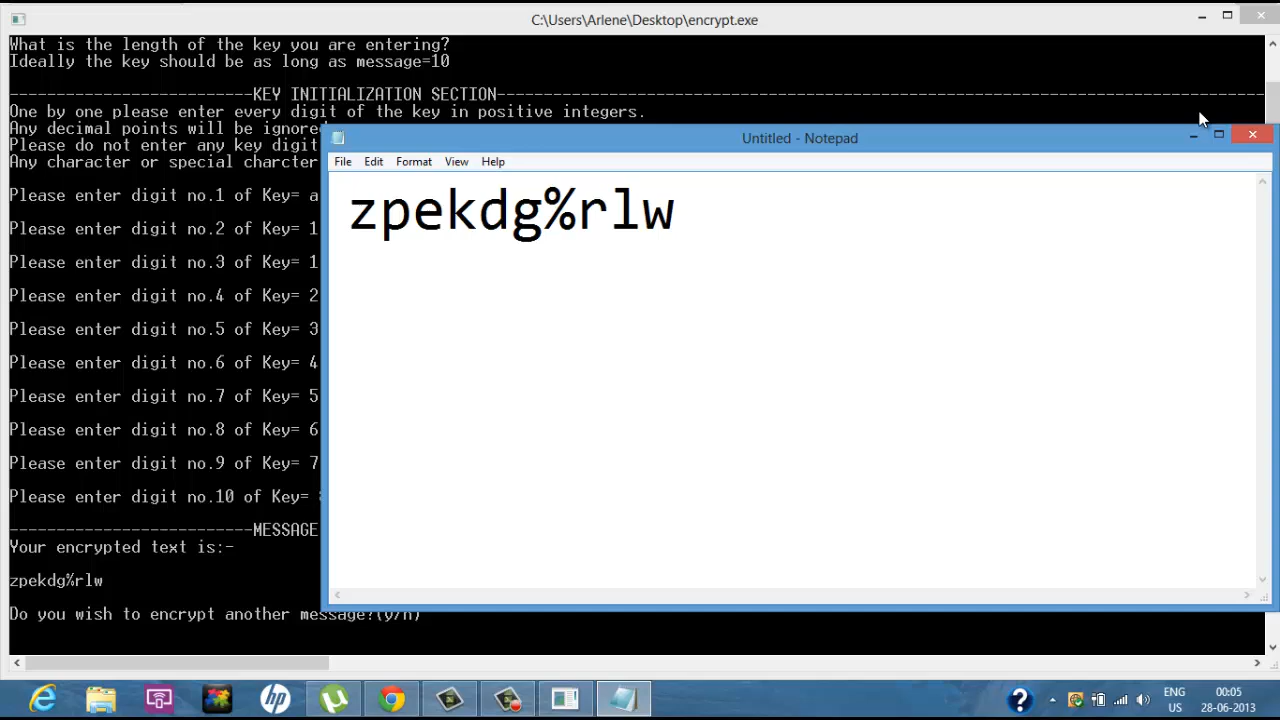 C:\Users\Arlene\Desktop\encrypt.exe
What is the length of the key you are entering?
Ideally the key should be as long as message=10
--------------------------KEY INITIALIZATION SECTION----------------------------------------------------------------------------------
One by one please enter every digit of the key in positive integers.
Any decimal points will be ignored
Please do not enter any key digit
Any character or special charcter
Please enter digit no.1 of Key= a
Please enter digit no.2 of Key= 1
Please enter digit no.3 of Key= 1
Please enter digit no.4 of Key= 2
Please enter digit no.5 of Key= 3
Please enter digit no.6 of Key= 4
Please enter digit no.7 of Key= 5
Please enter digit no.8 of Key= 6
Please enter digit no.9 of Key= 7
Please enter digit no.10 of Key=
--------------------------MESSAGE
Your encrypted text is:-
zpekdg%rlw
Do you wish to encrypt another message?(y/n)
Untitled - Notepad
File Edit Format View Help
zpekdg%rlw
hp
ENG
US
00:05
28-06-2013